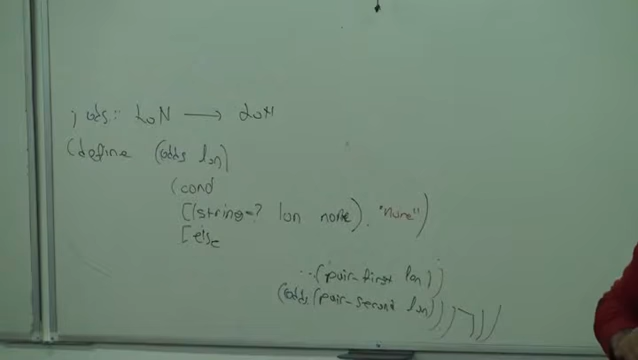 ; odds :: LoN → LoN
(define (odds lon)
(cond
[(string=? lon none). "none")
[else
...(pair-first lon))
(odds(pair-second lon)))]))